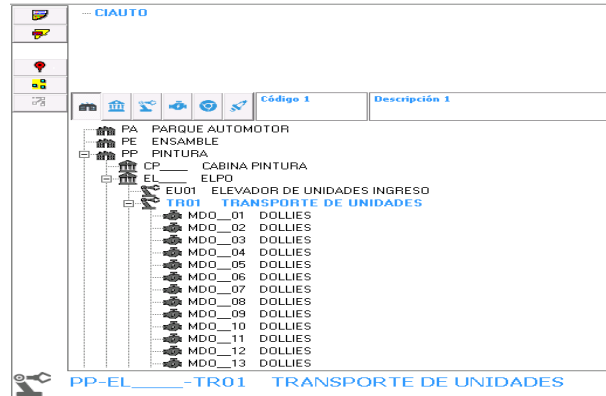 CIAUTO
Código 1 Descripción 1
PA PARQUE AUTOMOTOR
PE ENSAMBLE
PP PINTURA
CP____ CABINA PINTURA
EL____ ELPO
EU01 ELEVADOR DE UNIDADES INGRESO
TR01 TRANSPORTE DE UNIDADES
MDO__01 DOLLIES
MDO__02 DOLLIES
MDO__03 DOLLIES
MDO__04 DOLLIES
MDO__05 DOLLIES
MDO__06 DOLLIES
MDO__07 DOLLIES
MDO__08 DOLLIES
MDO__09 DOLLIES
MDO__10 DOLLIES
MDO__11 DOLLIES
MDO__12 DOLLIES
MDO__13 DOLLIES
PP-EL____-TR01 TRANSPORTE DE UNIDADES